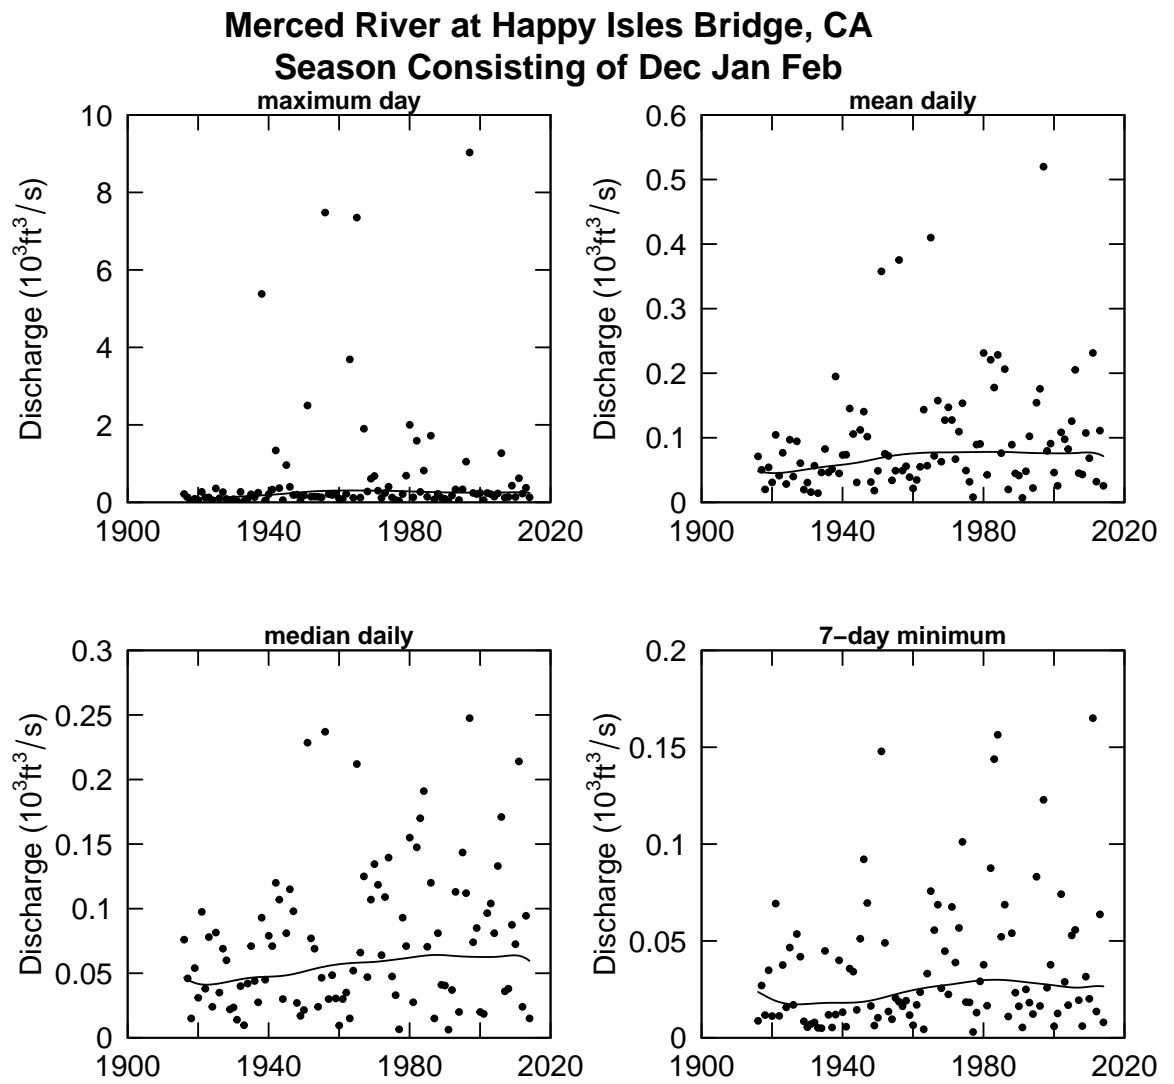 Merced River at Happy Isles Bridge, CA
Season Consisting of Dec Jan Feb
maximum day
Discharge (10³ft³/s)
10
8
6
4
2
0
1900 1940 1980 2020
mean daily
Discharge (10³ft³/s)
0.6
0.5
0.4
0.3
0.2
0.1
0
1900 1940 1980 2020
median daily
Discharge (10³ft³/s)
0.3
0.25
0.2
0.15
0.1
0.05
0
1900 1940 1980 2020
7−day minimum
Discharge (10³ft³/s)
0.2
0.15
0.1
0.05
0
1900 1940 1980 2020